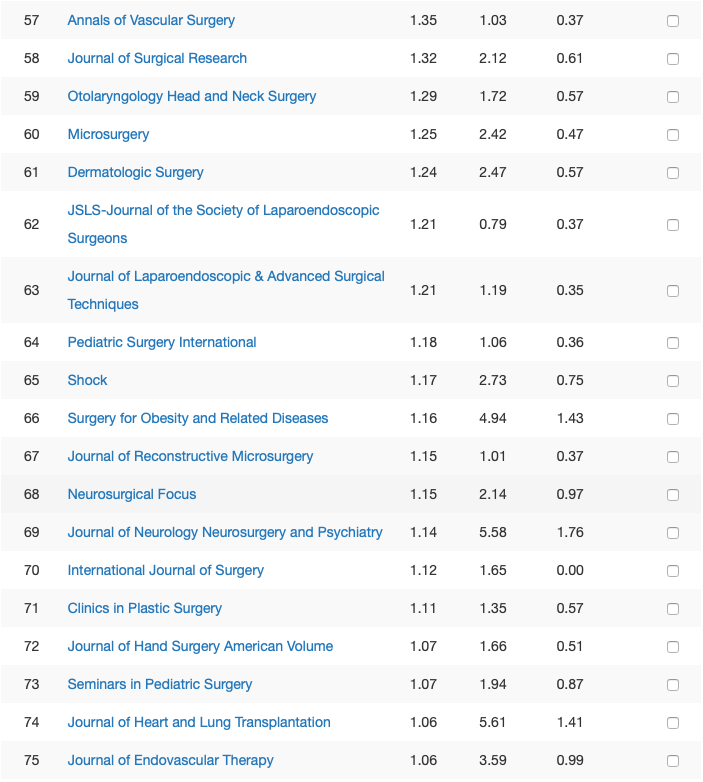 57 Annals of Vascular Surgery 1.35 1.03 0.37
58 Journal of Surgical Research 1.32 2.12 0.61
59 Otolaryngology Head and Neck Surgery 1.29 1.72 0.57
60 Microsurgery 1.25 2.42 0.47
61 Dermatologic Surgery 1.24 2.47 0.57
62 JSLS-Journal of the Society of Laparoendoscopic 1.21 0.79 0.37
Surgeons
63 Journal of Laparoendoscopic & Advanced Surgical 1.21 1.19 0.35
Techniques
64 Pediatric Surgery International 1.18 1.06 0.36
65 Shock 1.17 2.73 0.75
66 Surgery for Obesity and Related Diseases 1.16 4.94 1.43
67 Journal of Reconstructive Microsurgery 1.15 1.01 0.37
68 Neurosurgical Focus 1.15 2.14 0.97
69 Journal of Neurology Neurosurgery and Psychiatry 1.14 5.58 1.76
70 International Journal of Surgery 1.12 1.65 0.00
71 Clinics in Plastic Surgery 1.11 1.35 0.57
72 Journal of Hand Surgery American Volume 1.07 1.66 0.51
73 Seminars in Pediatric Surgery 1.07 1.94 0.87
74 Journal of Heart and Lung Transplantation 1.06 5.61 1.41
75 Journal of Endovascular Therapy 1.06 3.59 0.99